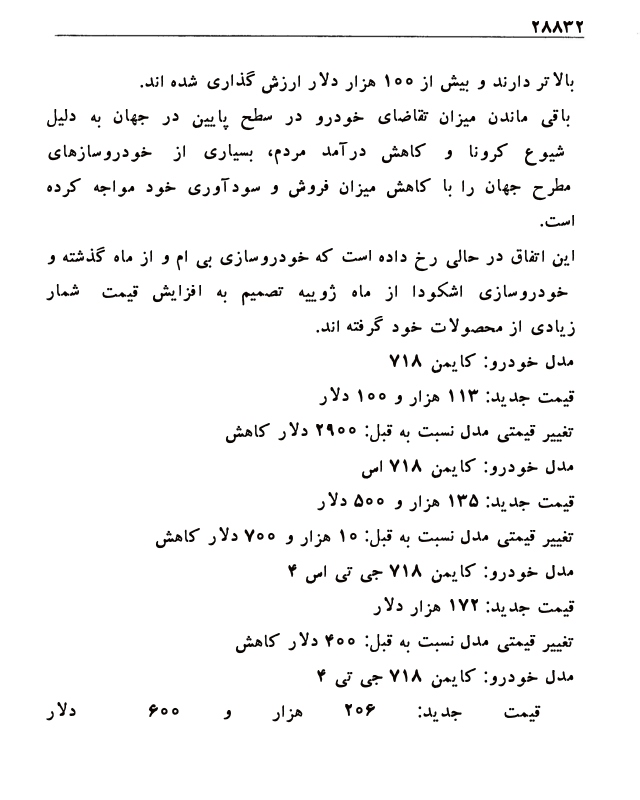 ۲۸۸۳۲
بالاتر دارند و بیش از ۱۰۰ هزار دلار ارزش گذاری شده اند.
باقی ماندن میزان تقاضای خودرو در سطح پایین در جهان به دلیل
شیوع کرونا و کاهش درآمد مردم، بسیاری از خودروسازهای
مطرح جهان را با کاهش میزان فروش و سودآوری خود مواجه کرده
است.
این اتفاق در حالی رخ داده است که خودروسازی بی ام و از ماه گذشته و
خودروسازی اشکودا از ماه ژوییه تصمیم به افزایش قیمت شمار
زیادی از محصولات خود گرفته اند.
مدل خودرو: کایمن ۷۱۸
قیمت جدید: ۱۱۳ هزار و ۱۰۰ دلار
تغییر قیمتی مدل نسبت به قبل: ۲۹۰۰ دلار کاهش
مدل خودرو: کایمن ۷۱۸ اس
قیمت جدید: ۱۳۵ هزار و ۵۰۰ دلار
تغییر قیمتی مدل نسبت به قبل: ۱۰ هزار و ۷۰۰ دلار کاهش
مدل خودرو: کایمن ۷۱۸ جی تی اس ۴
قیمت جدید: ۱۷۲ هزار دلار
تغییر قیمتی مدل نسبت به قبل: ۴۰۰ دلار کاهش
مدل خودرو: کایمن ۷۱۸ جی تی ۴
قیمت جدید: ۲۰۶ هزار و ۶۰۰ دلار